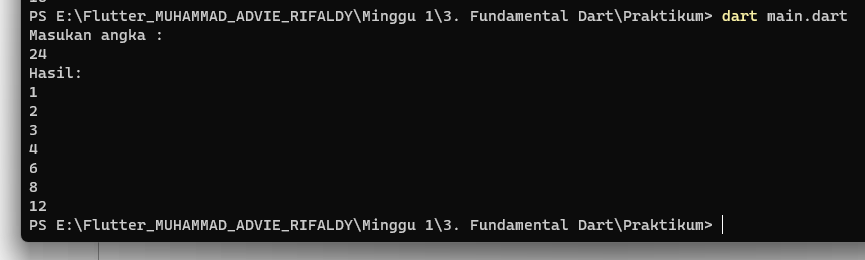 PS E:\Flutter_MUHAMMAD_ADVIE_RIFALDY\Minggu 1\3. Fundamental Dart\Praktikum> dart main.dart
Masukan angka :
24
Hasil:
1
2
3
4
6
8
12
PS E:\Flutter_MUHAMMAD_ADVIE_RIFALDY\Minggu 1\3. Fundamental Dart\Praktikum>